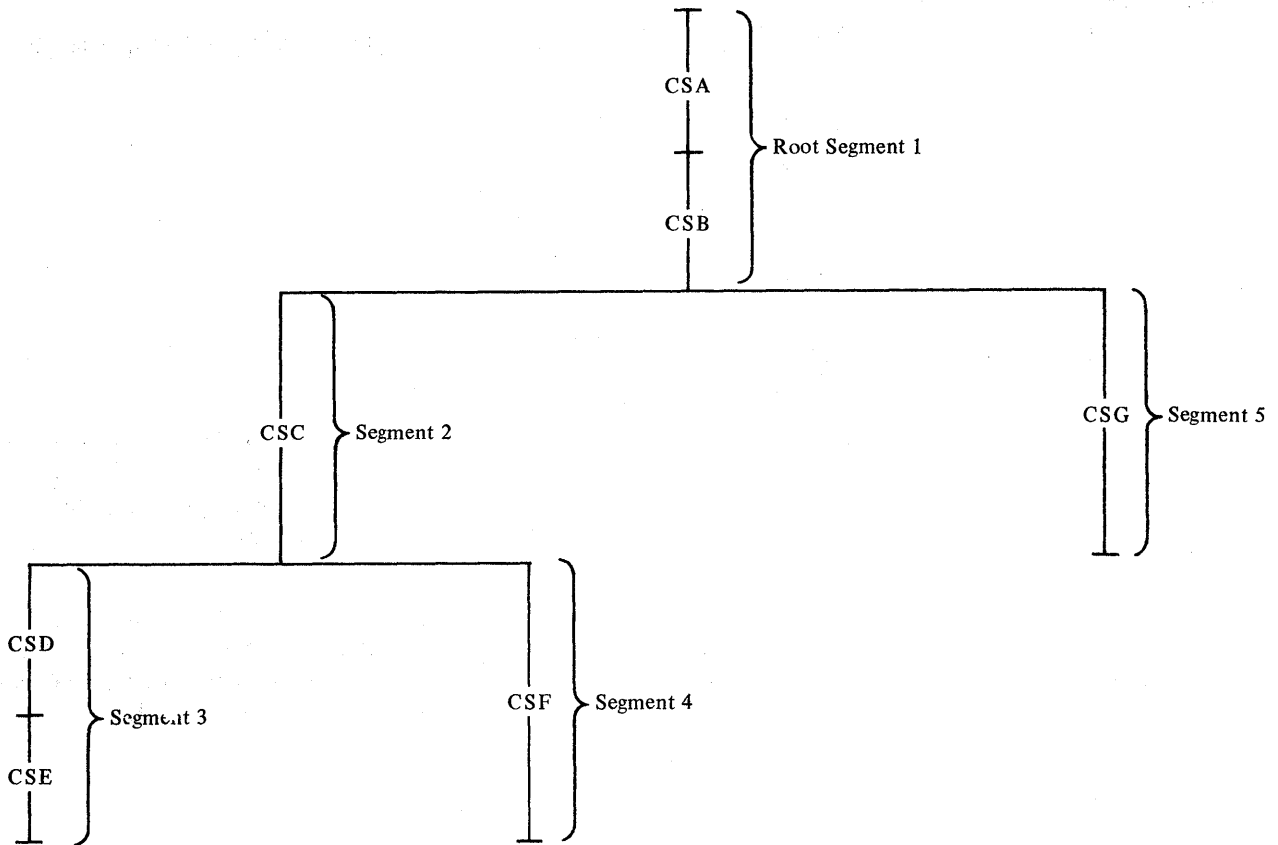 CSA
Root Segment 1
CSB
CSC
Segment 2
CSG
Segment 5
CSD
Segment 3
CSE
CSF
Segment 4